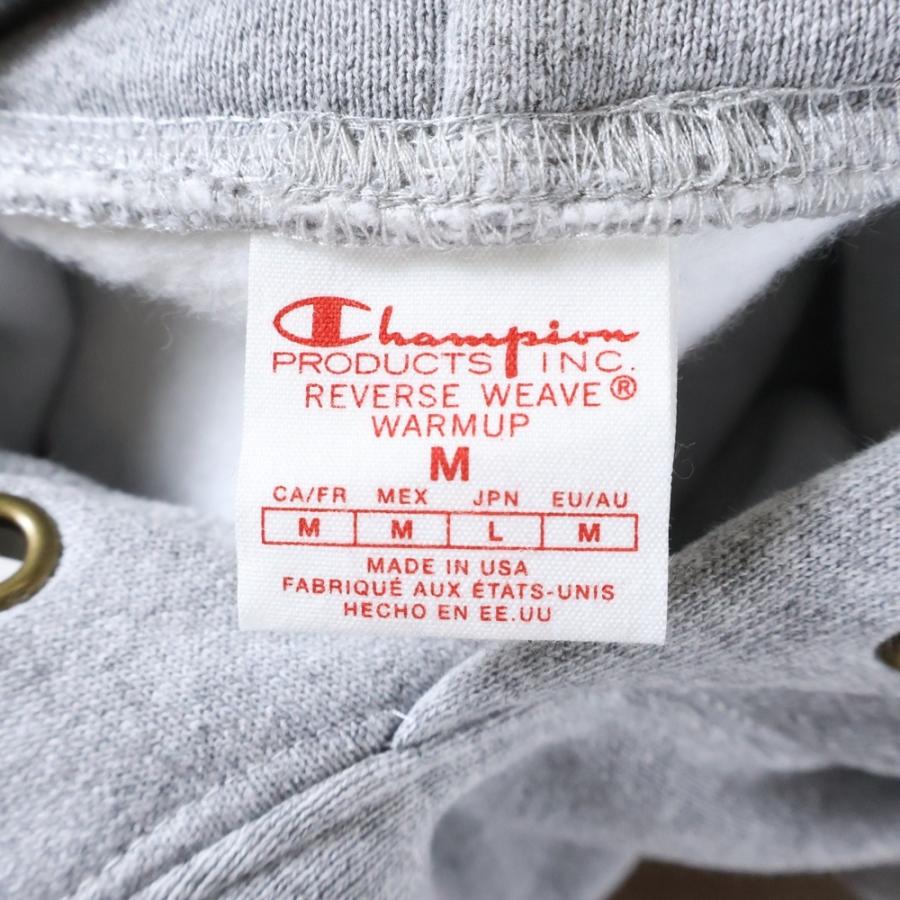 Champion
PRODUCTS INC.
REVERSE WEAVE®
WARMUP
M
CA/FR MEX JPN EU/AU
M M L M
MADE IN USA
FABRIQUÉ AUX ÉTATS-UNIS
HECHO EN EE.UU